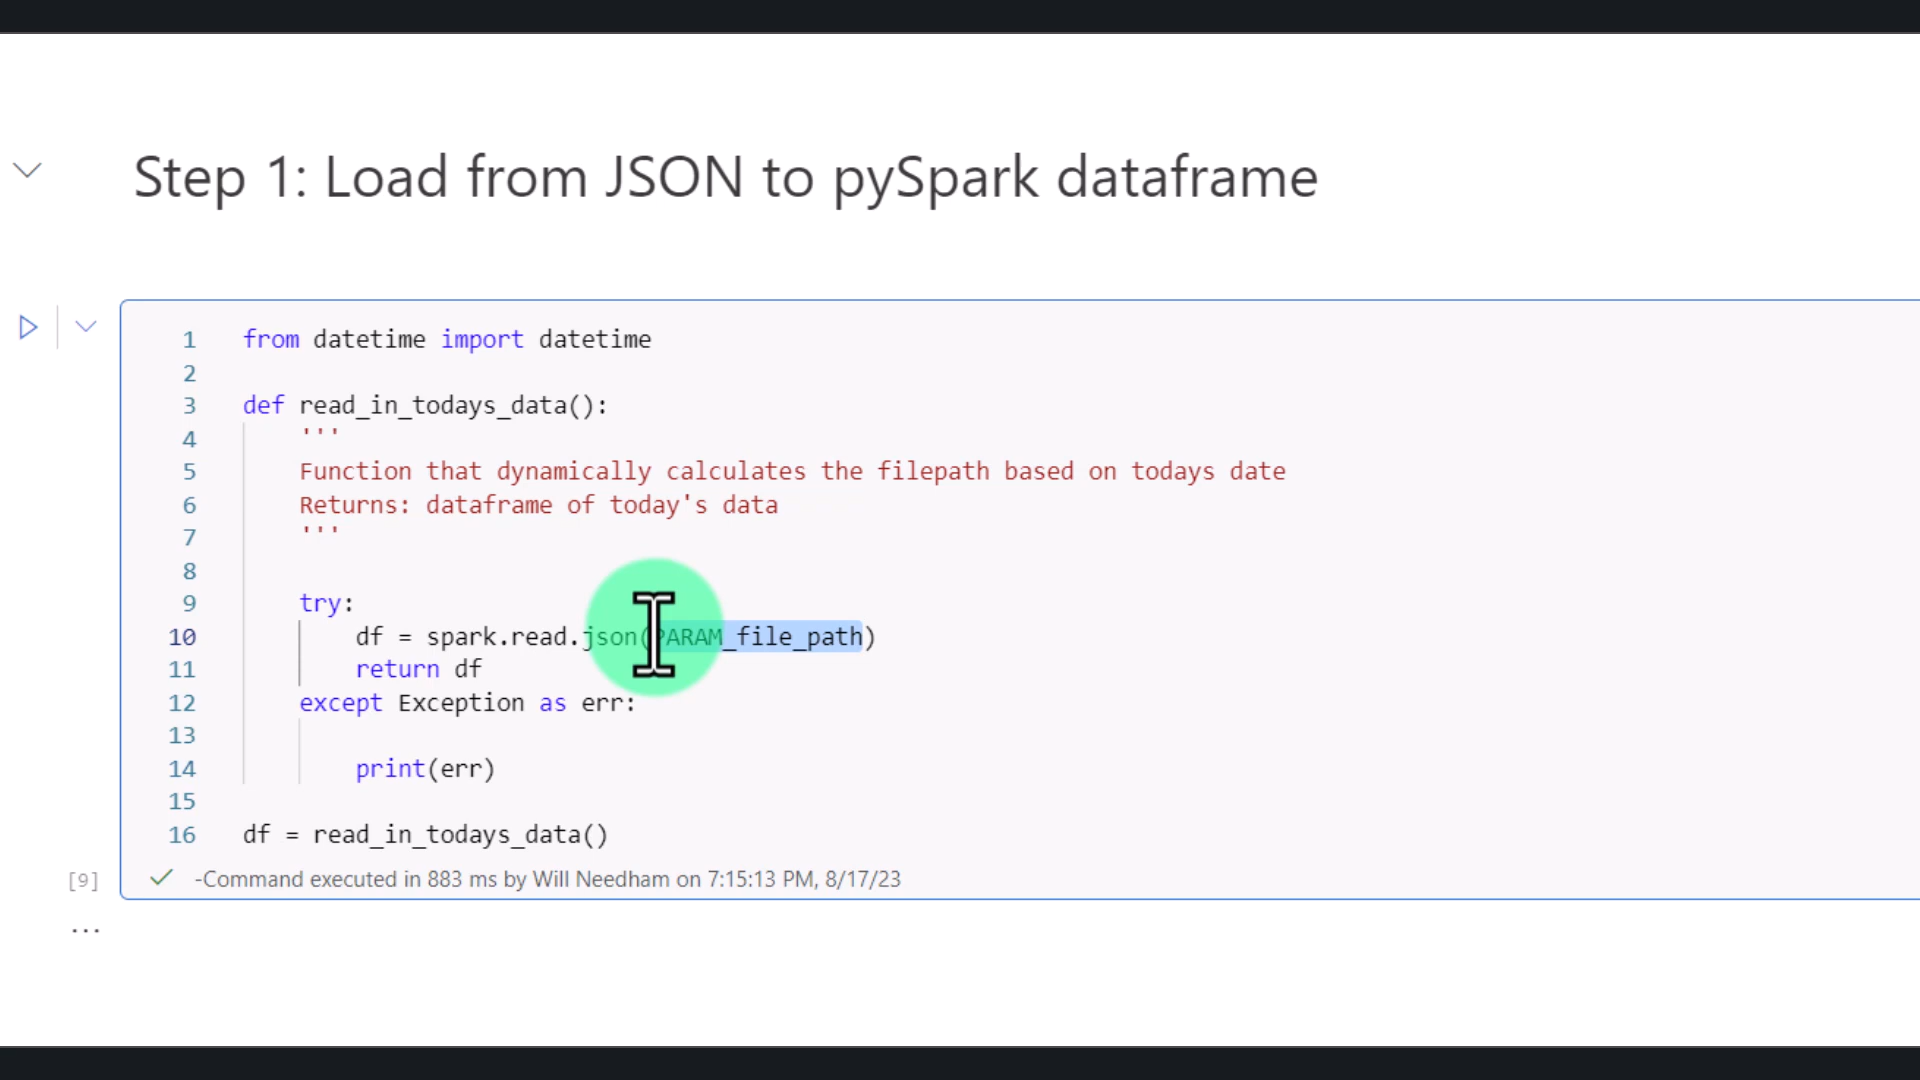 Step 1: Load from JSON to pySpark dataframe
1 from datetime import datetime
2
3 def read_in_todays_data():
4 '''
5 Function that dynamically calculates the filepath based on todays date
6 Returns: dataframe of today's data
7 '''
8
9 try:
10 df = spark.read.json(PARAM_file_path)
11 return df
12 except Exception as err:
13
14 print(err)
15
16 df = read_in_todays_data()
[9] -Command executed in 883 ms by Will Needham on 7:15:13 PM, 8/17/23
...